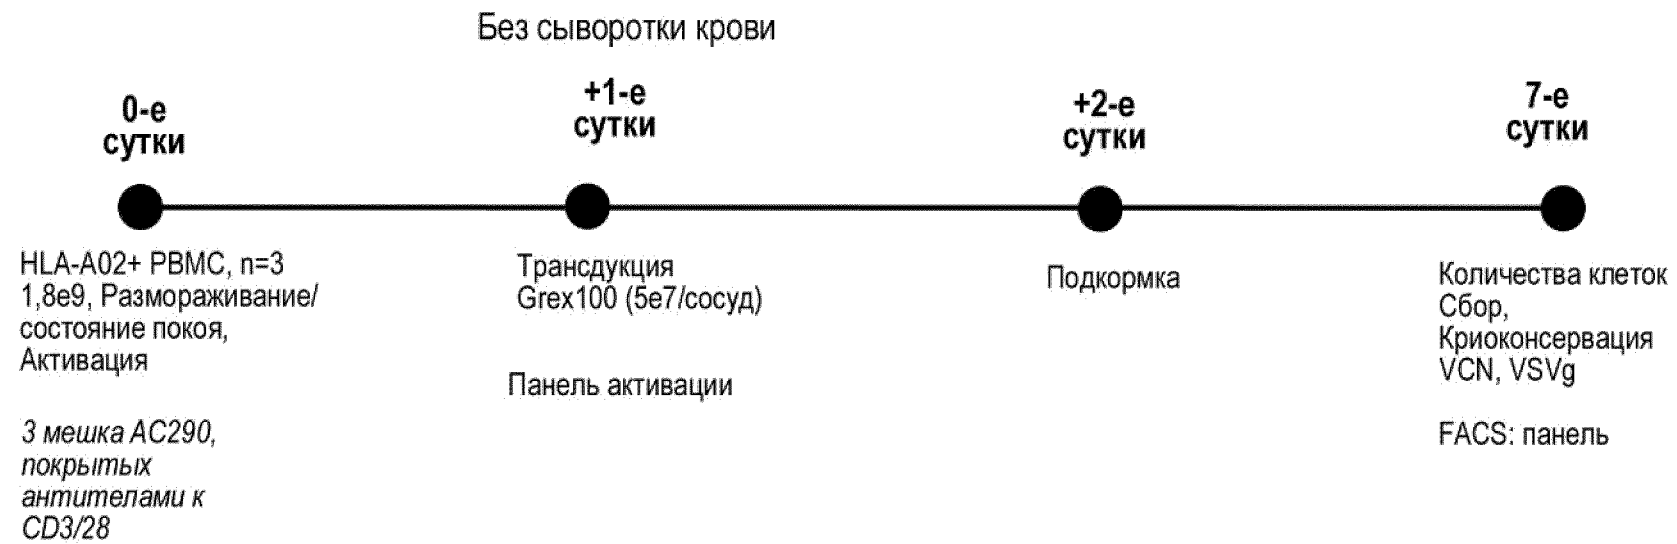 Без сыворотки крови
0-е
сутки
+1-е
сутки
+2-е
сутки
7-е
сутки
HLA-A02+ PBMC, n=3
1,8e9, Размораживание/
состояние покоя,
Активация
3 мешка AC290,
покрытых
антителами к
CD3/28
Трансдукция
Grex100 (5e7/сосуд)
Панель активации
Подкормка
Количества клеток
Сбор,
Криоконсервация
VCN, VSVg
FACS: панель